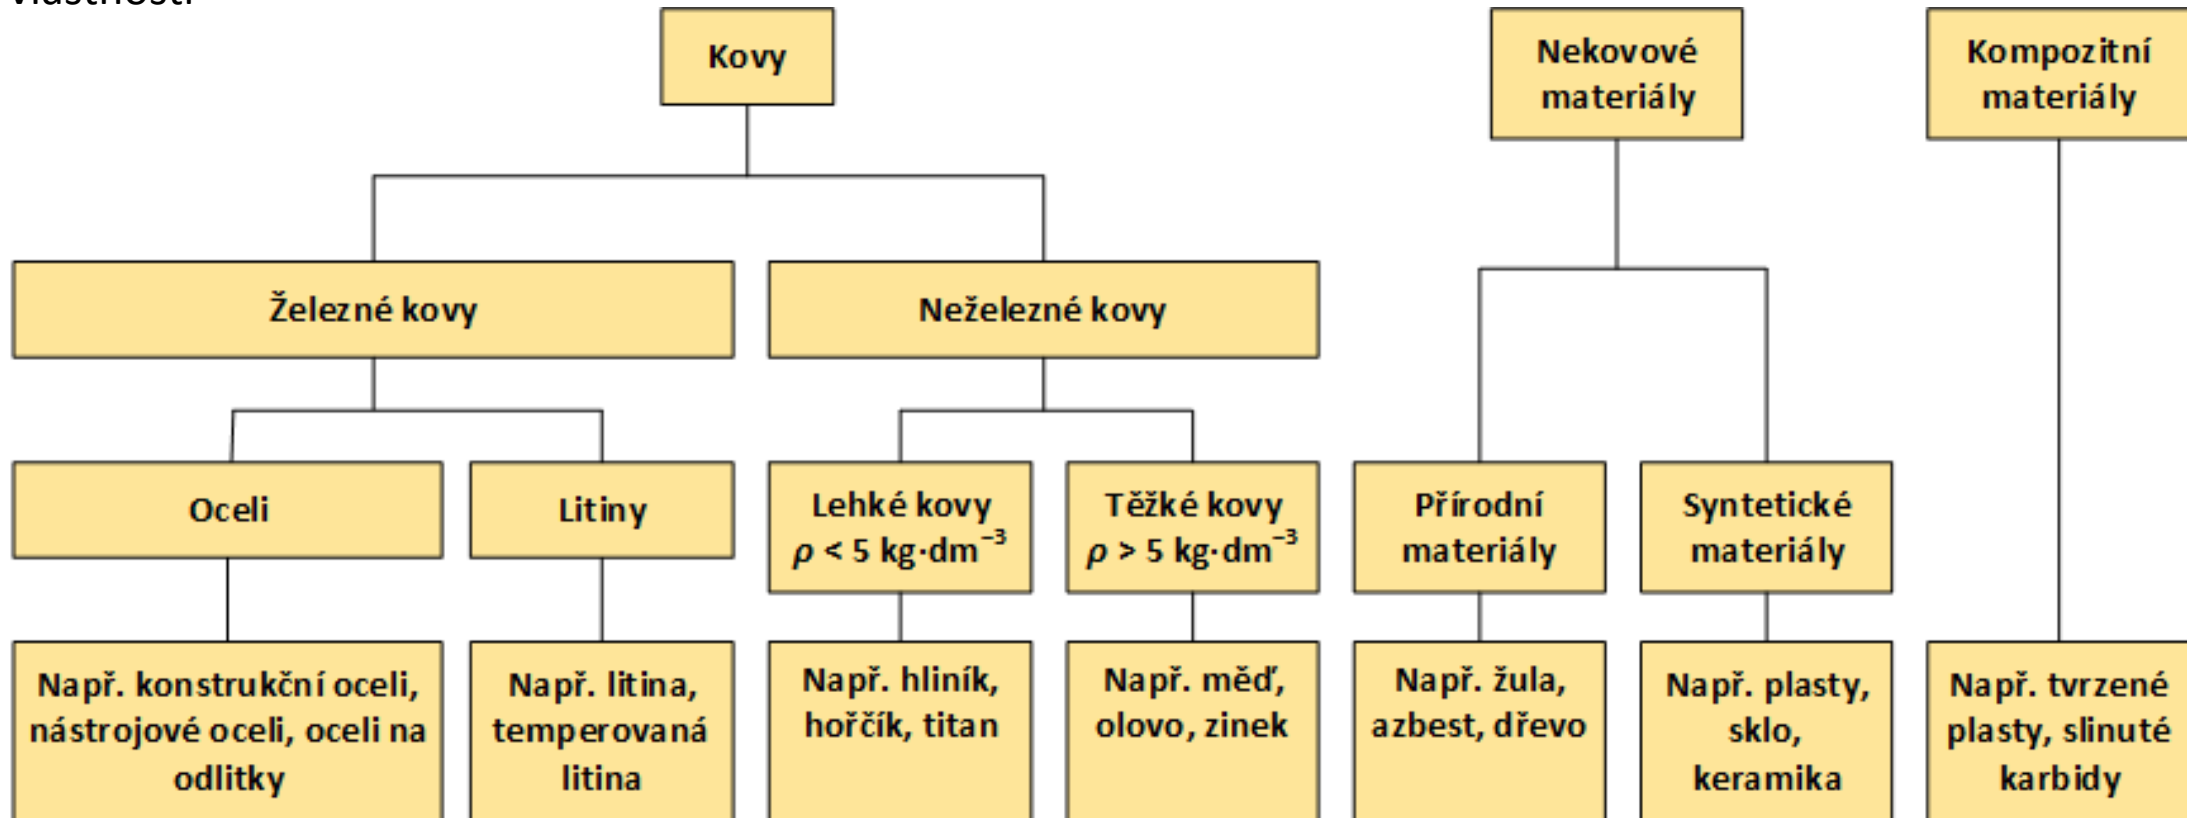 vlastností
Kovy
Nekovové
materiály
Kompozitní
materiály
Železné kovy
Neželezné kovy
Oceli
Litiny
Lehké kovy
ρ < 5 kg·dm⁻³
Těžké kovy
ρ > 5 kg·dm⁻³
Přírodní
materiály
Syntetické
materiály
Např. konstrukční oceli,
nástrojové oceli, oceli na
odlitky
Např. litina,
temperovaná
litina
Např. hliník,
hořčík, titan
Např. měď,
olovo, zinek
Např. žula,
azbest, dřevo
Např. plasty,
sklo,
keramika
Např. tvrzené
plasty, slinuté
karbidy